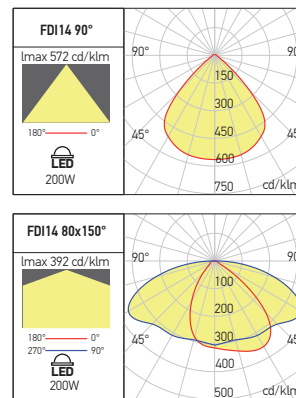 FDI14 90°
Imax 572 cd/klm
180° 0°
LED
200W
90° 90°
150
300
45° 45°
450
600
750 cd/klm
FDI14 80x150°
Imax 392 cd/klm
180° 0°
270° 90°
LED
200W
90° 90°
100
200
45° 300 45°
400
500 cd/klm